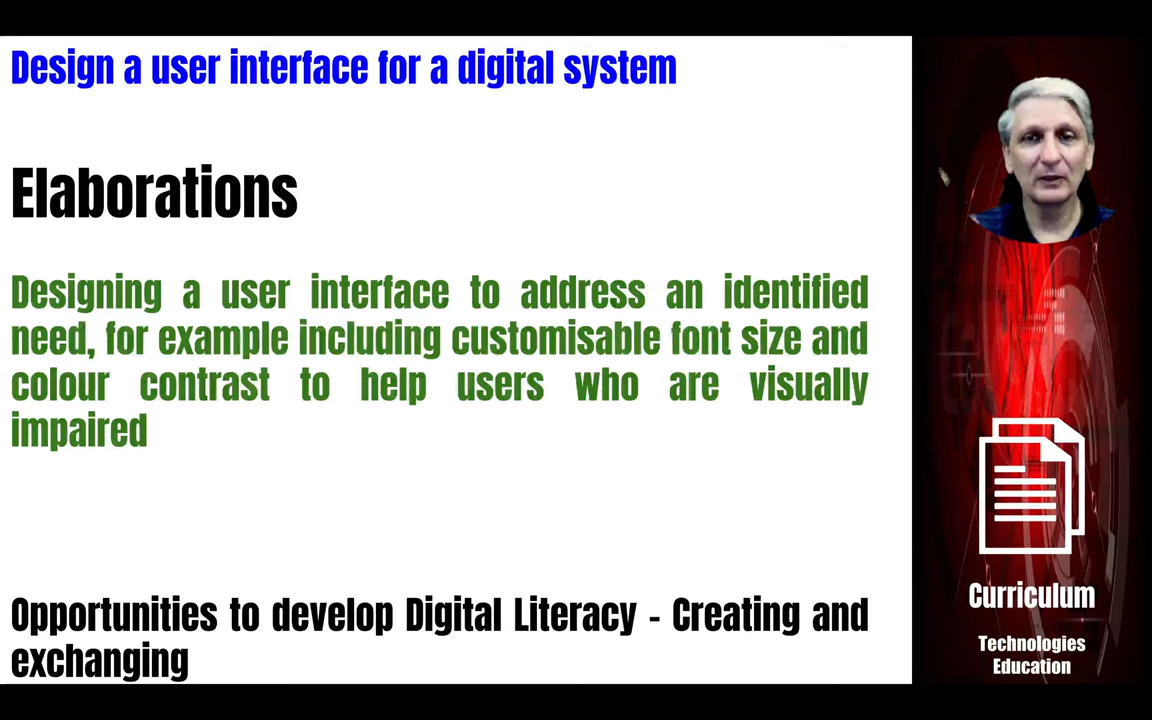 Design a user interface for a digital system
Elaborations
Designing a user interface to address an identified
need, for example including customisable font size and
colour contrast to help users who are visually
impaired
Opportunities to develop Digital Literacy - Creating and
exchanging
Curriculum
Technologies
Education